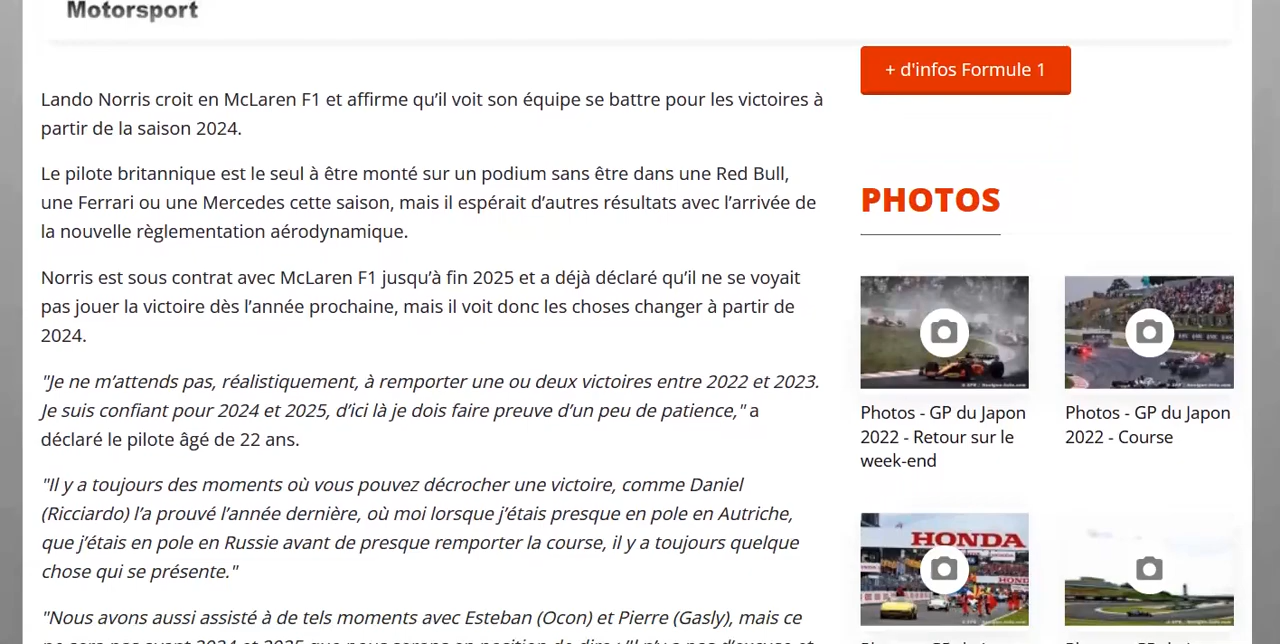 Motorsport
+ d'infos Formule 1
Lando Norris croit en McLaren F1 et affirme qu’il voit son équipe se battre pour les victoires à
partir de la saison 2024.
Le pilote britannique est le seul à être monté sur un podium sans être dans une Red Bull,
une Ferrari ou une Mercedes cette saison, mais il espérait d’autres résultats avec l’arrivée de
la nouvelle règlementation aérodynamique.
Norris est sous contrat avec McLaren F1 jusqu’à fin 2025 et a déjà déclaré qu’il ne se voyait
pas jouer la victoire dès l’année prochaine, mais il voit donc les choses changer à partir de
2024.
"Je ne m’attends pas, réalistiquement, à remporter une ou deux victoires entre 2022 et 2023.
Je suis confiant pour 2024 et 2025, d’ici là je dois faire preuve d’un peu de patience," a
déclaré le pilote âgé de 22 ans.
"Il y a toujours des moments où vous pouvez décrocher une victoire, comme Daniel
(Ricciardo) l’a prouvé l’année dernière, où moi lorsque j’étais presque en pole en Autriche,
que j’étais en pole en Russie avant de presque remporter la course, il y a toujours quelque
chose qui se présente."
"Nous avons aussi assisté à de tels moments avec Esteban (Ocon) et Pierre (Gasly), mais ce
PHOTOS
Photos - GP du Japon
2022 - Retour sur le
week-end
Photos - GP du Japon
2022 - Course
HONDA